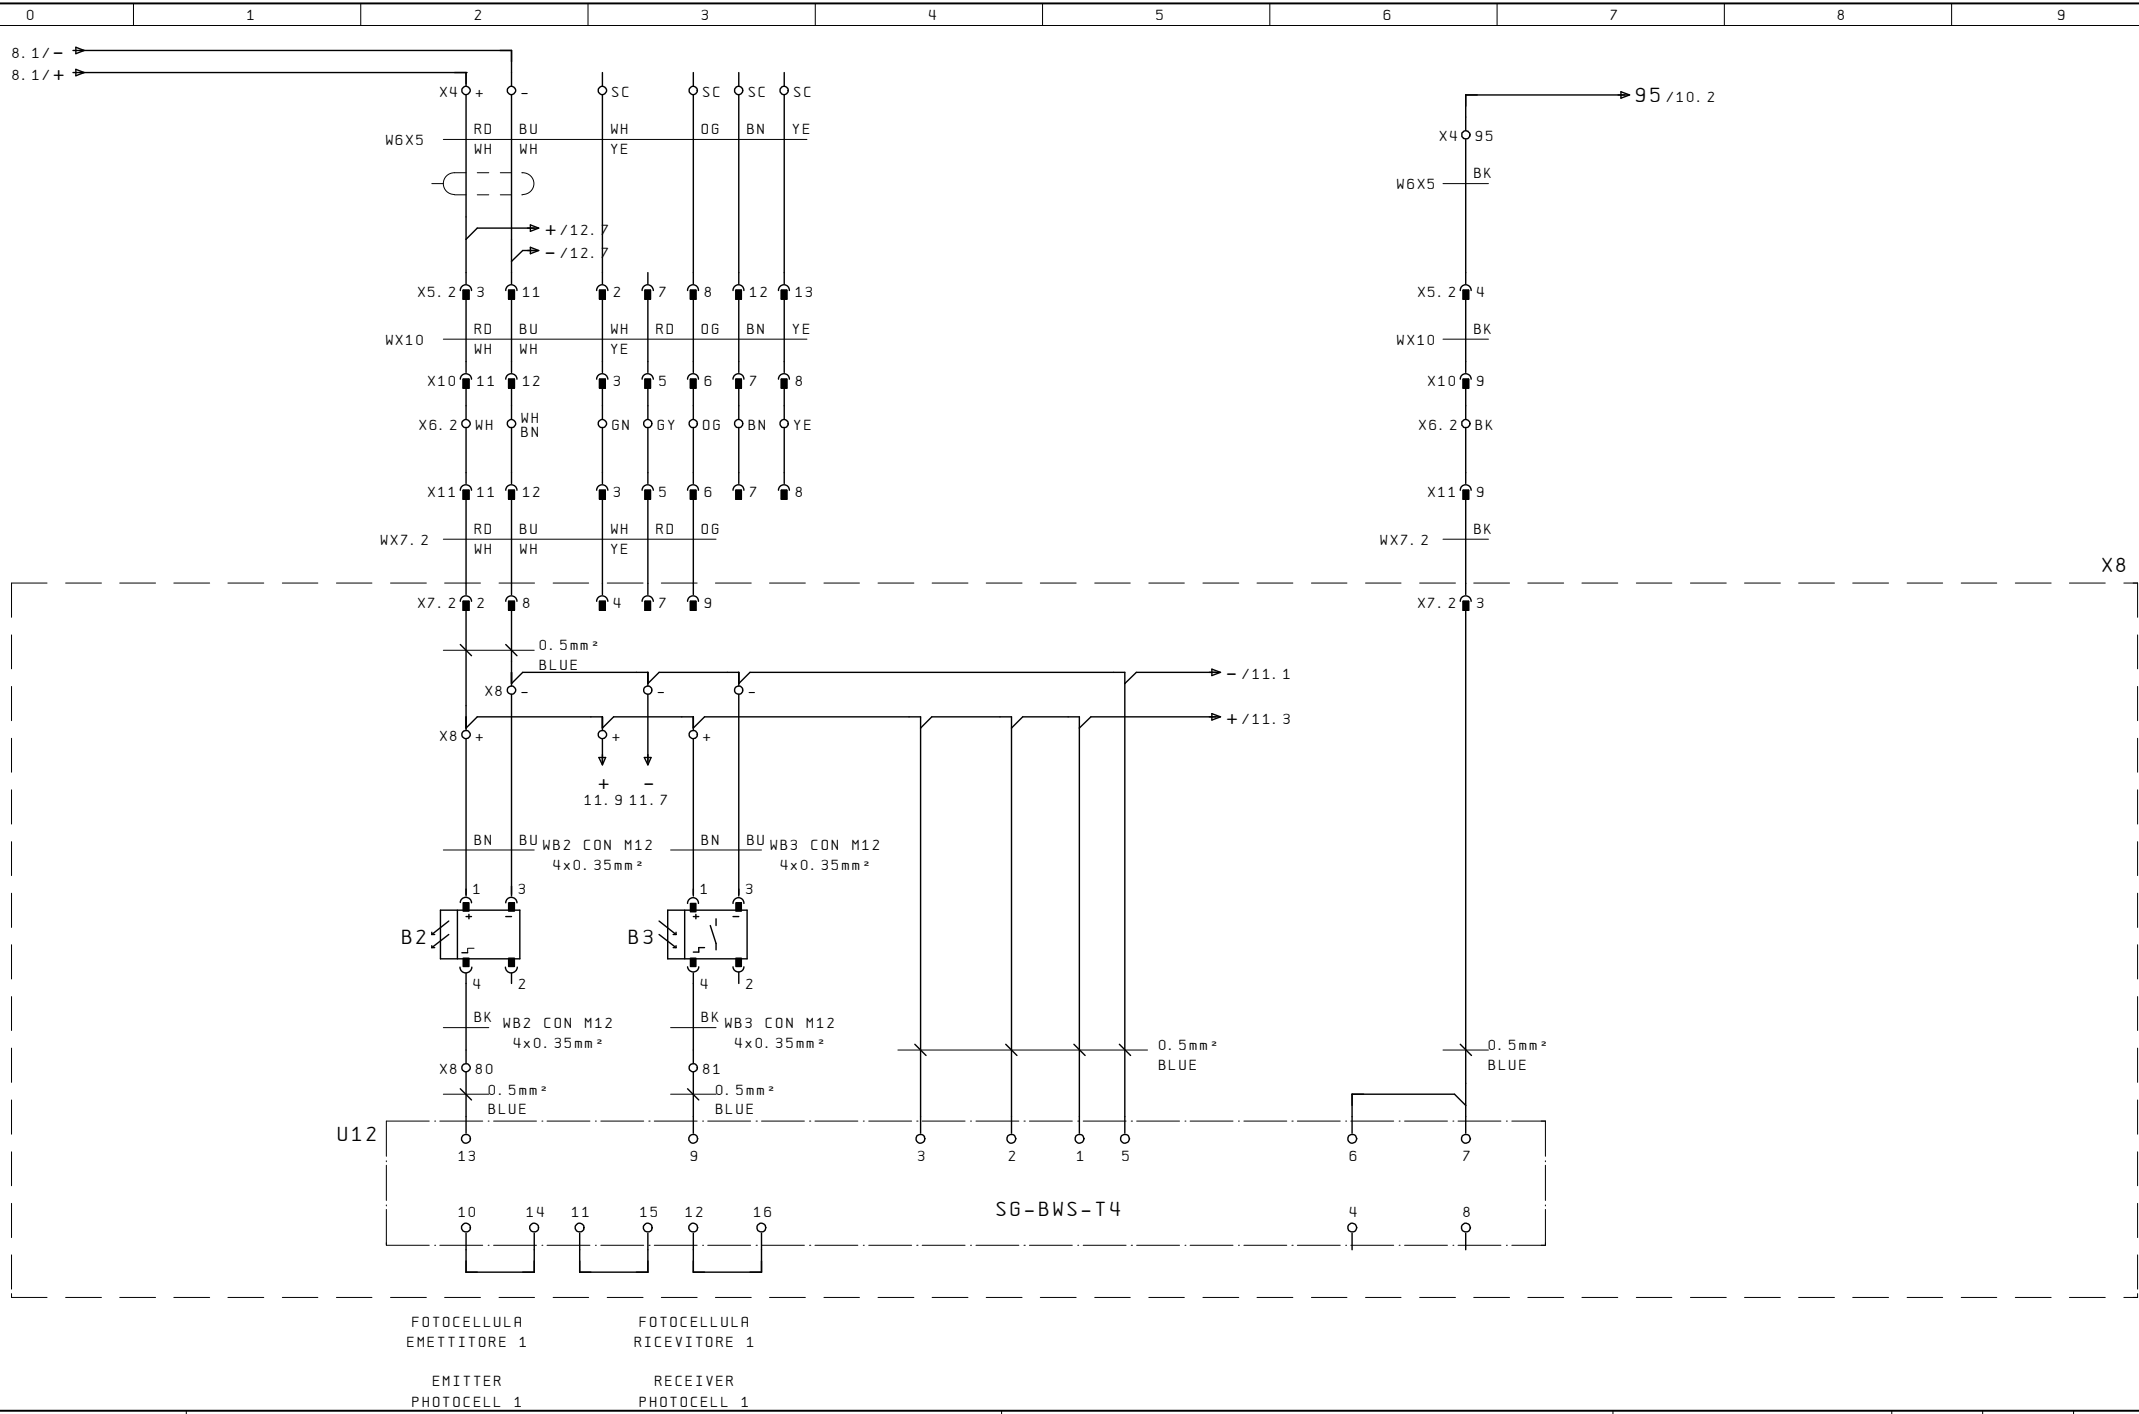 0 1 2 3 4 5 6 7 8 9
8.1/-
8.1/+
X4 + - SC SC SC SC
95/10.2
X4 95
RD BU WH OG BN YE
W6X5
WH WH YE
BK
W6X5
+/12.7
-/12.7
X5.2 3 11 2 7 8 12 13
X5.2 4
RD BU WH RD OG BN YE
WX10
WH WH YE
BK
WX10
X10 11 12 3 5 6 7 8
X10 9
X6.2 WH WH GN GY OG BN YE
BN
X6.2 BK
X11 11 12 3 5 6 7 8
X11 9
RD BU WH RD OG
WX7.2
WH WH YE
BK
WX7.2
X8
X7.2 2 8 4 7 9
X7.2 3
0.5mm²
BLUE
-/11.1
X8 - - -
+/11.3
X8 + + +
+ -
11.9 11.7
BN BU WB2 CON M12
4x0.35mm²
BN BU WB3 CON M12
4x0.35mm²
1 3 1 3
+ - + -
B2 B3
4 2 4 2
BK WB2 CON M12
4x0.35mm²
BK WB3 CON M12
4x0.35mm²
0.5mm²
BLUE
0.5mm²
BLUE
X8 80 81
0.5mm²
BLUE
0.5mm²
BLUE
U12
13 9 3 2 1 5 6 7
SG-BWS-T4
10 14 11 15 12 16 4 8
FOTOCELLULA
EMETTITORE 1
FOTOCELLULA
RICEVITORE 1
EMITTER
PHOTOCELL 1
RECEIVER
PHOTOCELL 1